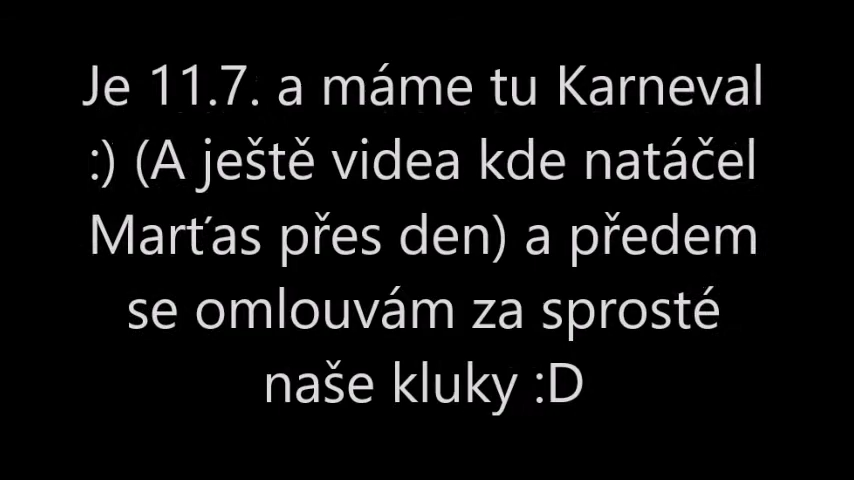 Je 11.7. a máme tu Karneval
:) (A ještě videa kde natáčel
Marťas přes den) a předem
se omlouvám za sprosté
naše kluky :D